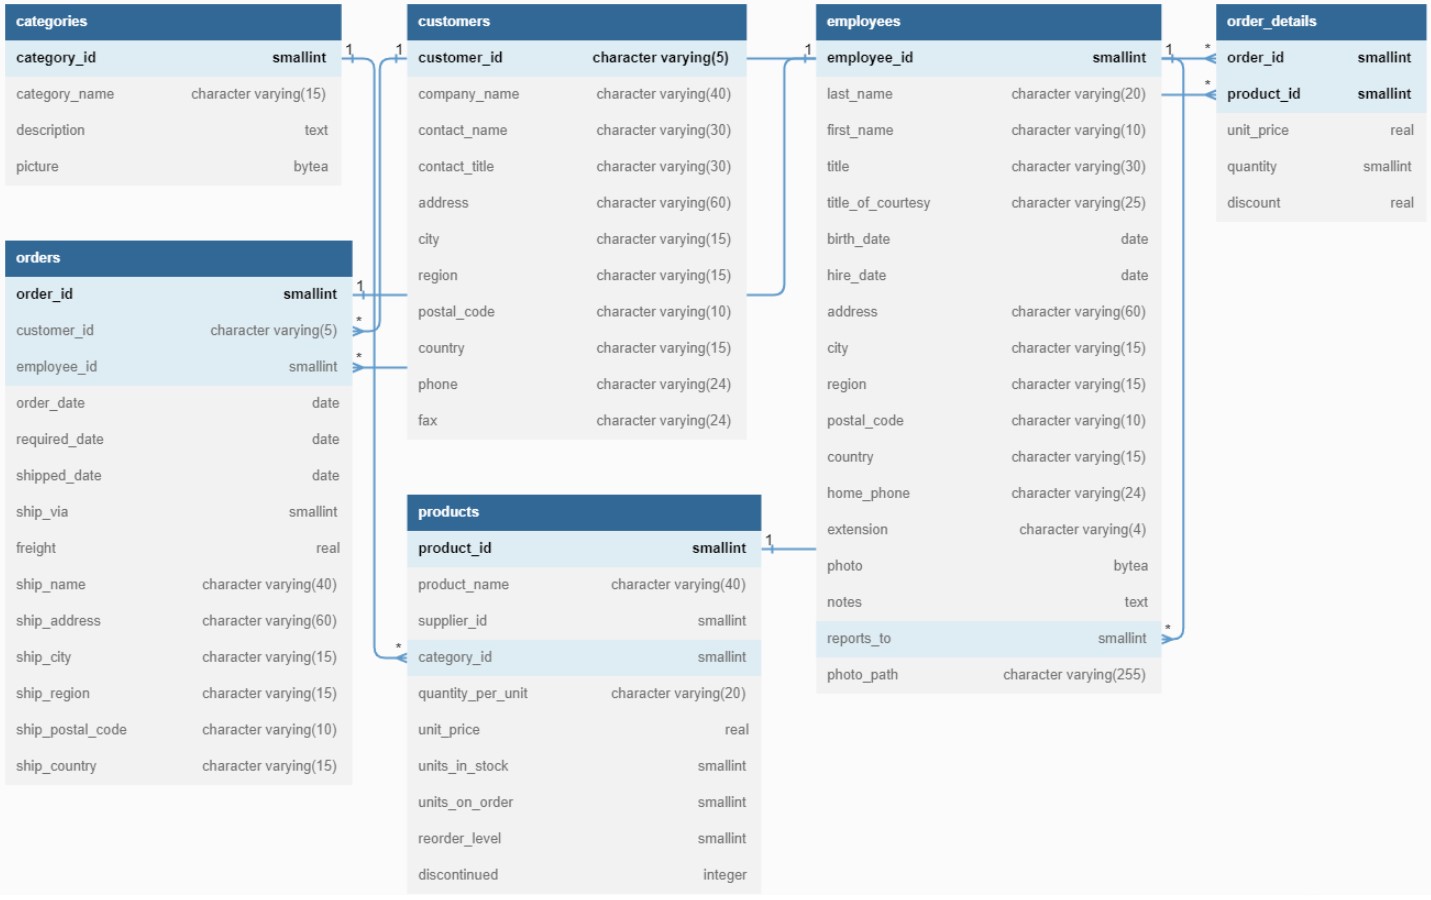 categories
category_id smallint
category_name character varying(15)
description text
picture bytea
customers
customer_id character varying(5)
company_name character varying(40)
contact_name character varying(30)
contact_title character varying(30)
address character varying(60)
city character varying(15)
region character varying(15)
postal_code character varying(10)
country character varying(15)
phone character varying(24)
fax character varying(24)
employees
employee_id smallint
last_name character varying(20)
first_name character varying(10)
title character varying(30)
title_of_courtesy character varying(25)
birth_date date
hire_date date
address character varying(60)
city character varying(15)
region character varying(15)
postal_code character varying(10)
country character varying(15)
home_phone character varying(24)
extension character varying(4)
photo bytea
notes text
reports_to smallint
photo_path character varying(255)
order_details
order_id smallint
product_id smallint
unit_price real
quantity smallint
discount real
orders
order_id smallint
customer_id character varying(5)
employee_id smallint
order_date date
required_date date
shipped_date date
ship_via smallint
freight real
ship_name character varying(40)
ship_address character varying(60)
ship_city character varying(15)
ship_region character varying(15)
ship_postal_code character varying(10)
ship_country character varying(15)
products
product_id smallint
product_name character varying(40)
supplier_id smallint
category_id smallint
quantity_per_unit character varying(20)
unit_price real
units_in_stock smallint
units_on_order smallint
reorder_level smallint
discontinued integer
1
1
1
1
*
*
1
*
*
1
*
*